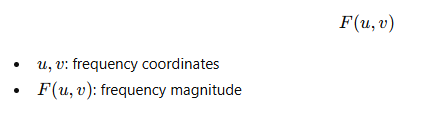 F(u, v)
• u, v: frequency coordinates
• F(u, v): frequency magnitude